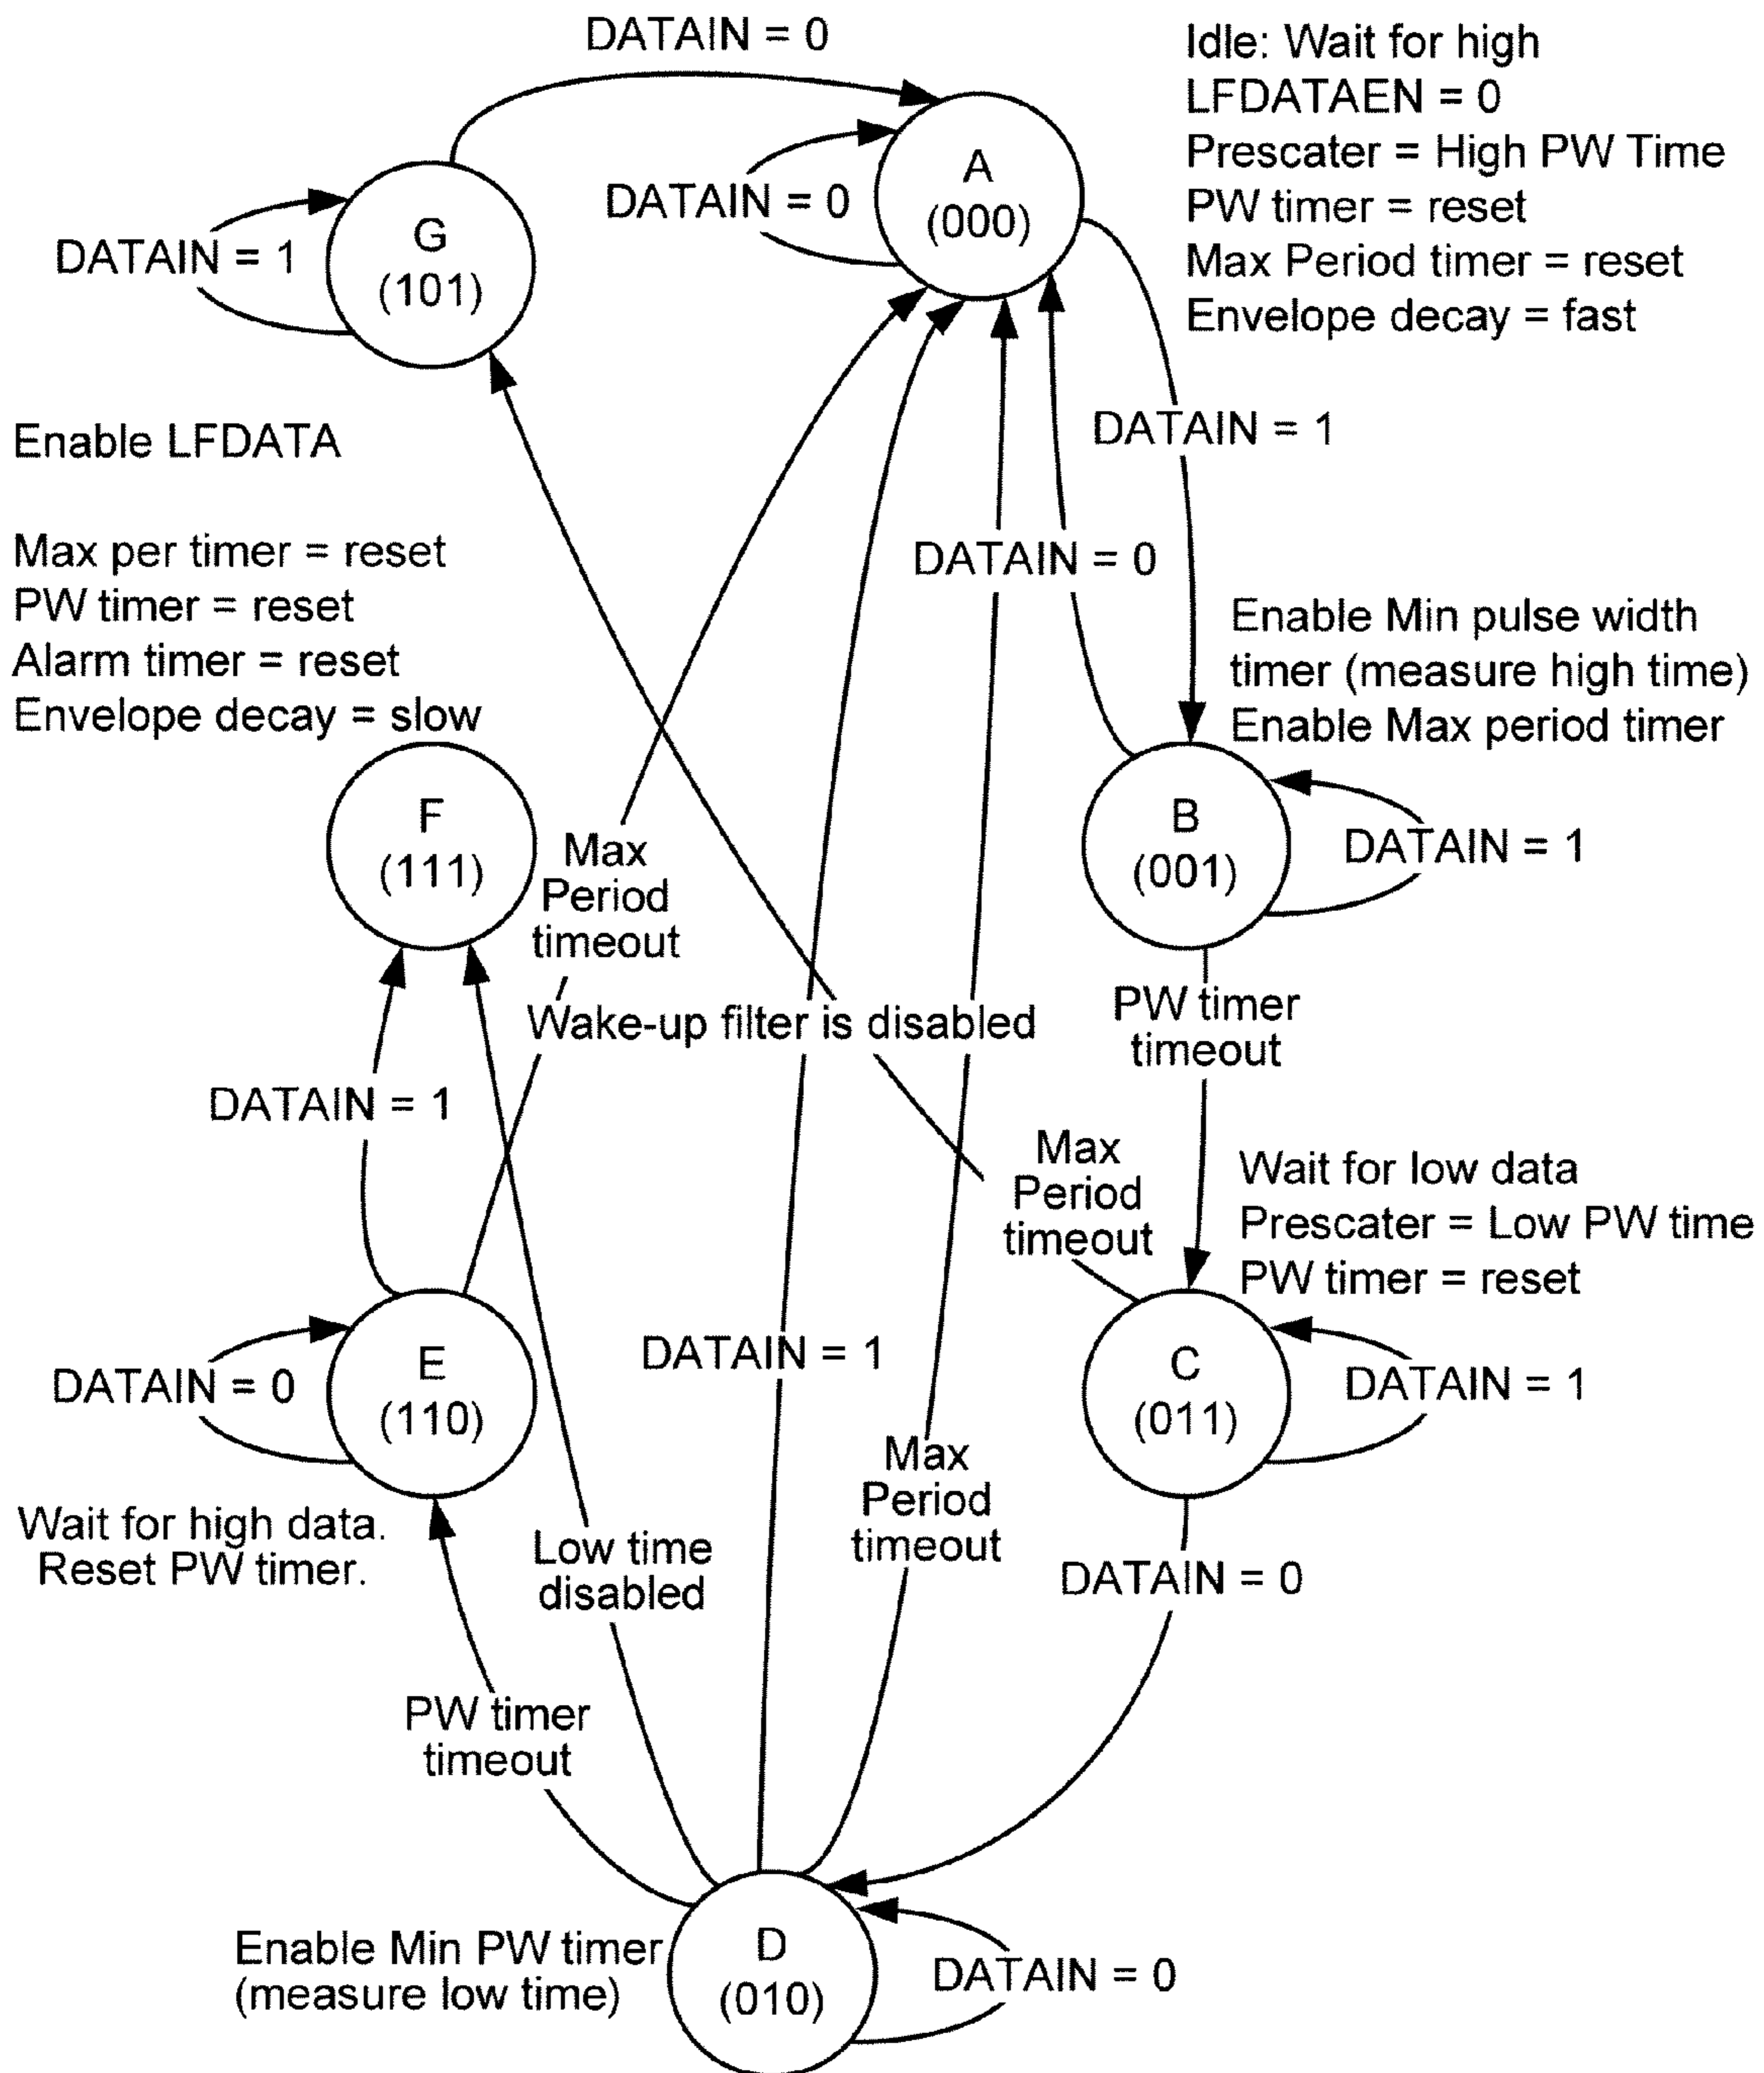 DATAIN = 0
Idle: Wait for high
LFDATAEN = 0
Prescater = High PW Time
PW timer = reset
Max Period timer = reset
Envelope decay = fast
A
(000)
DATAIN = 0
G
(101)
DATAIN = 1
DATAIN = 1
Enable LFDATA
Max per timer = reset
PW timer = reset
Alarm timer = reset
Envelope decay = slow
DATAIN = 0
Enable Min pulse width
timer (measure high time)
Enable Max period timer
F
(111)
Max
Period
timeout
B
(001)
DATAIN = 1
Wake-up filter is disabled
PW timer
timeout
DATAIN = 1
Max
Period
timeout
Wait for low data
Prescater = Low PW time
PW timer = reset
E
(110)
DATAIN = 0
DATAIN = 1
C
(011)
DATAIN = 1
Max
Period
timeout
Wait for high data.
Reset PW timer.
Low time
disabled
DATAIN = 0
PW timer
timeout
Enable Min PW timer
(measure low time)
D
(010)
DATAIN = 0